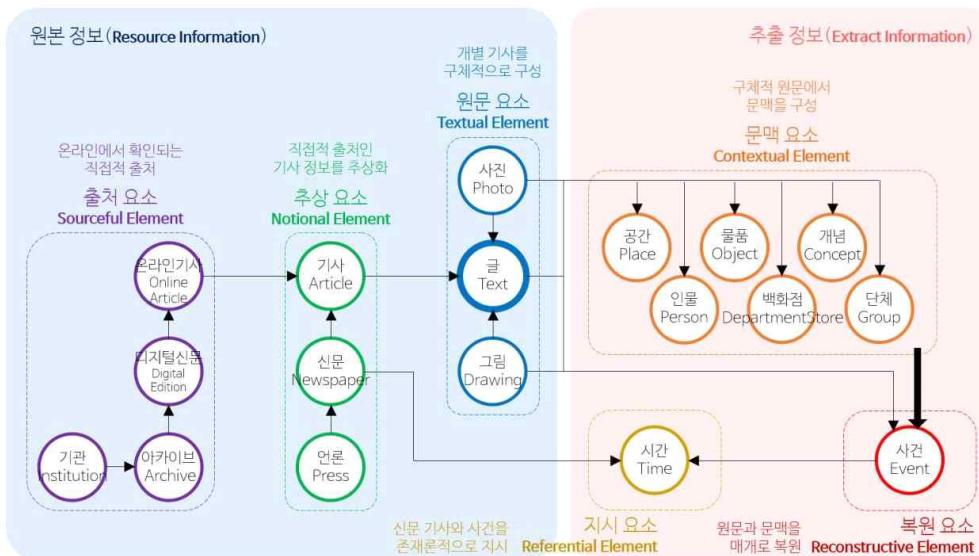 원본 정보(Resource Information)
추출 정보(Extract Information)
개별 기사를
구체적으로 구성
원문 요소
Textual Element
구체적 원문에서
문맥을 구성
문맥 요소
Contextual Element
온라인에서 확인되는
직접적 출처
출처 요소
Sourceful Element
직접적 출처인
기사 정보를 추상화
추상 요소
Notional Element
사진
Photo
공간
Place
물품
Object
개념
Concept
온라인기사
Online
Article
기사
Article
글
Text
인물
Person
백화점
DepartmentStore
단체
Group
디지털신문
Digital
Edition
신문
Newspaper
그림
Drawing
기관
Institution
아카이브
Archive
언론
Press
시간
Time
사건
Event
신문 기사와 사건을
존재론적으로 지시
지시 요소
Referential Element
원문과 문맥을
매개로 복원
복원 요소
Reconstructive Element